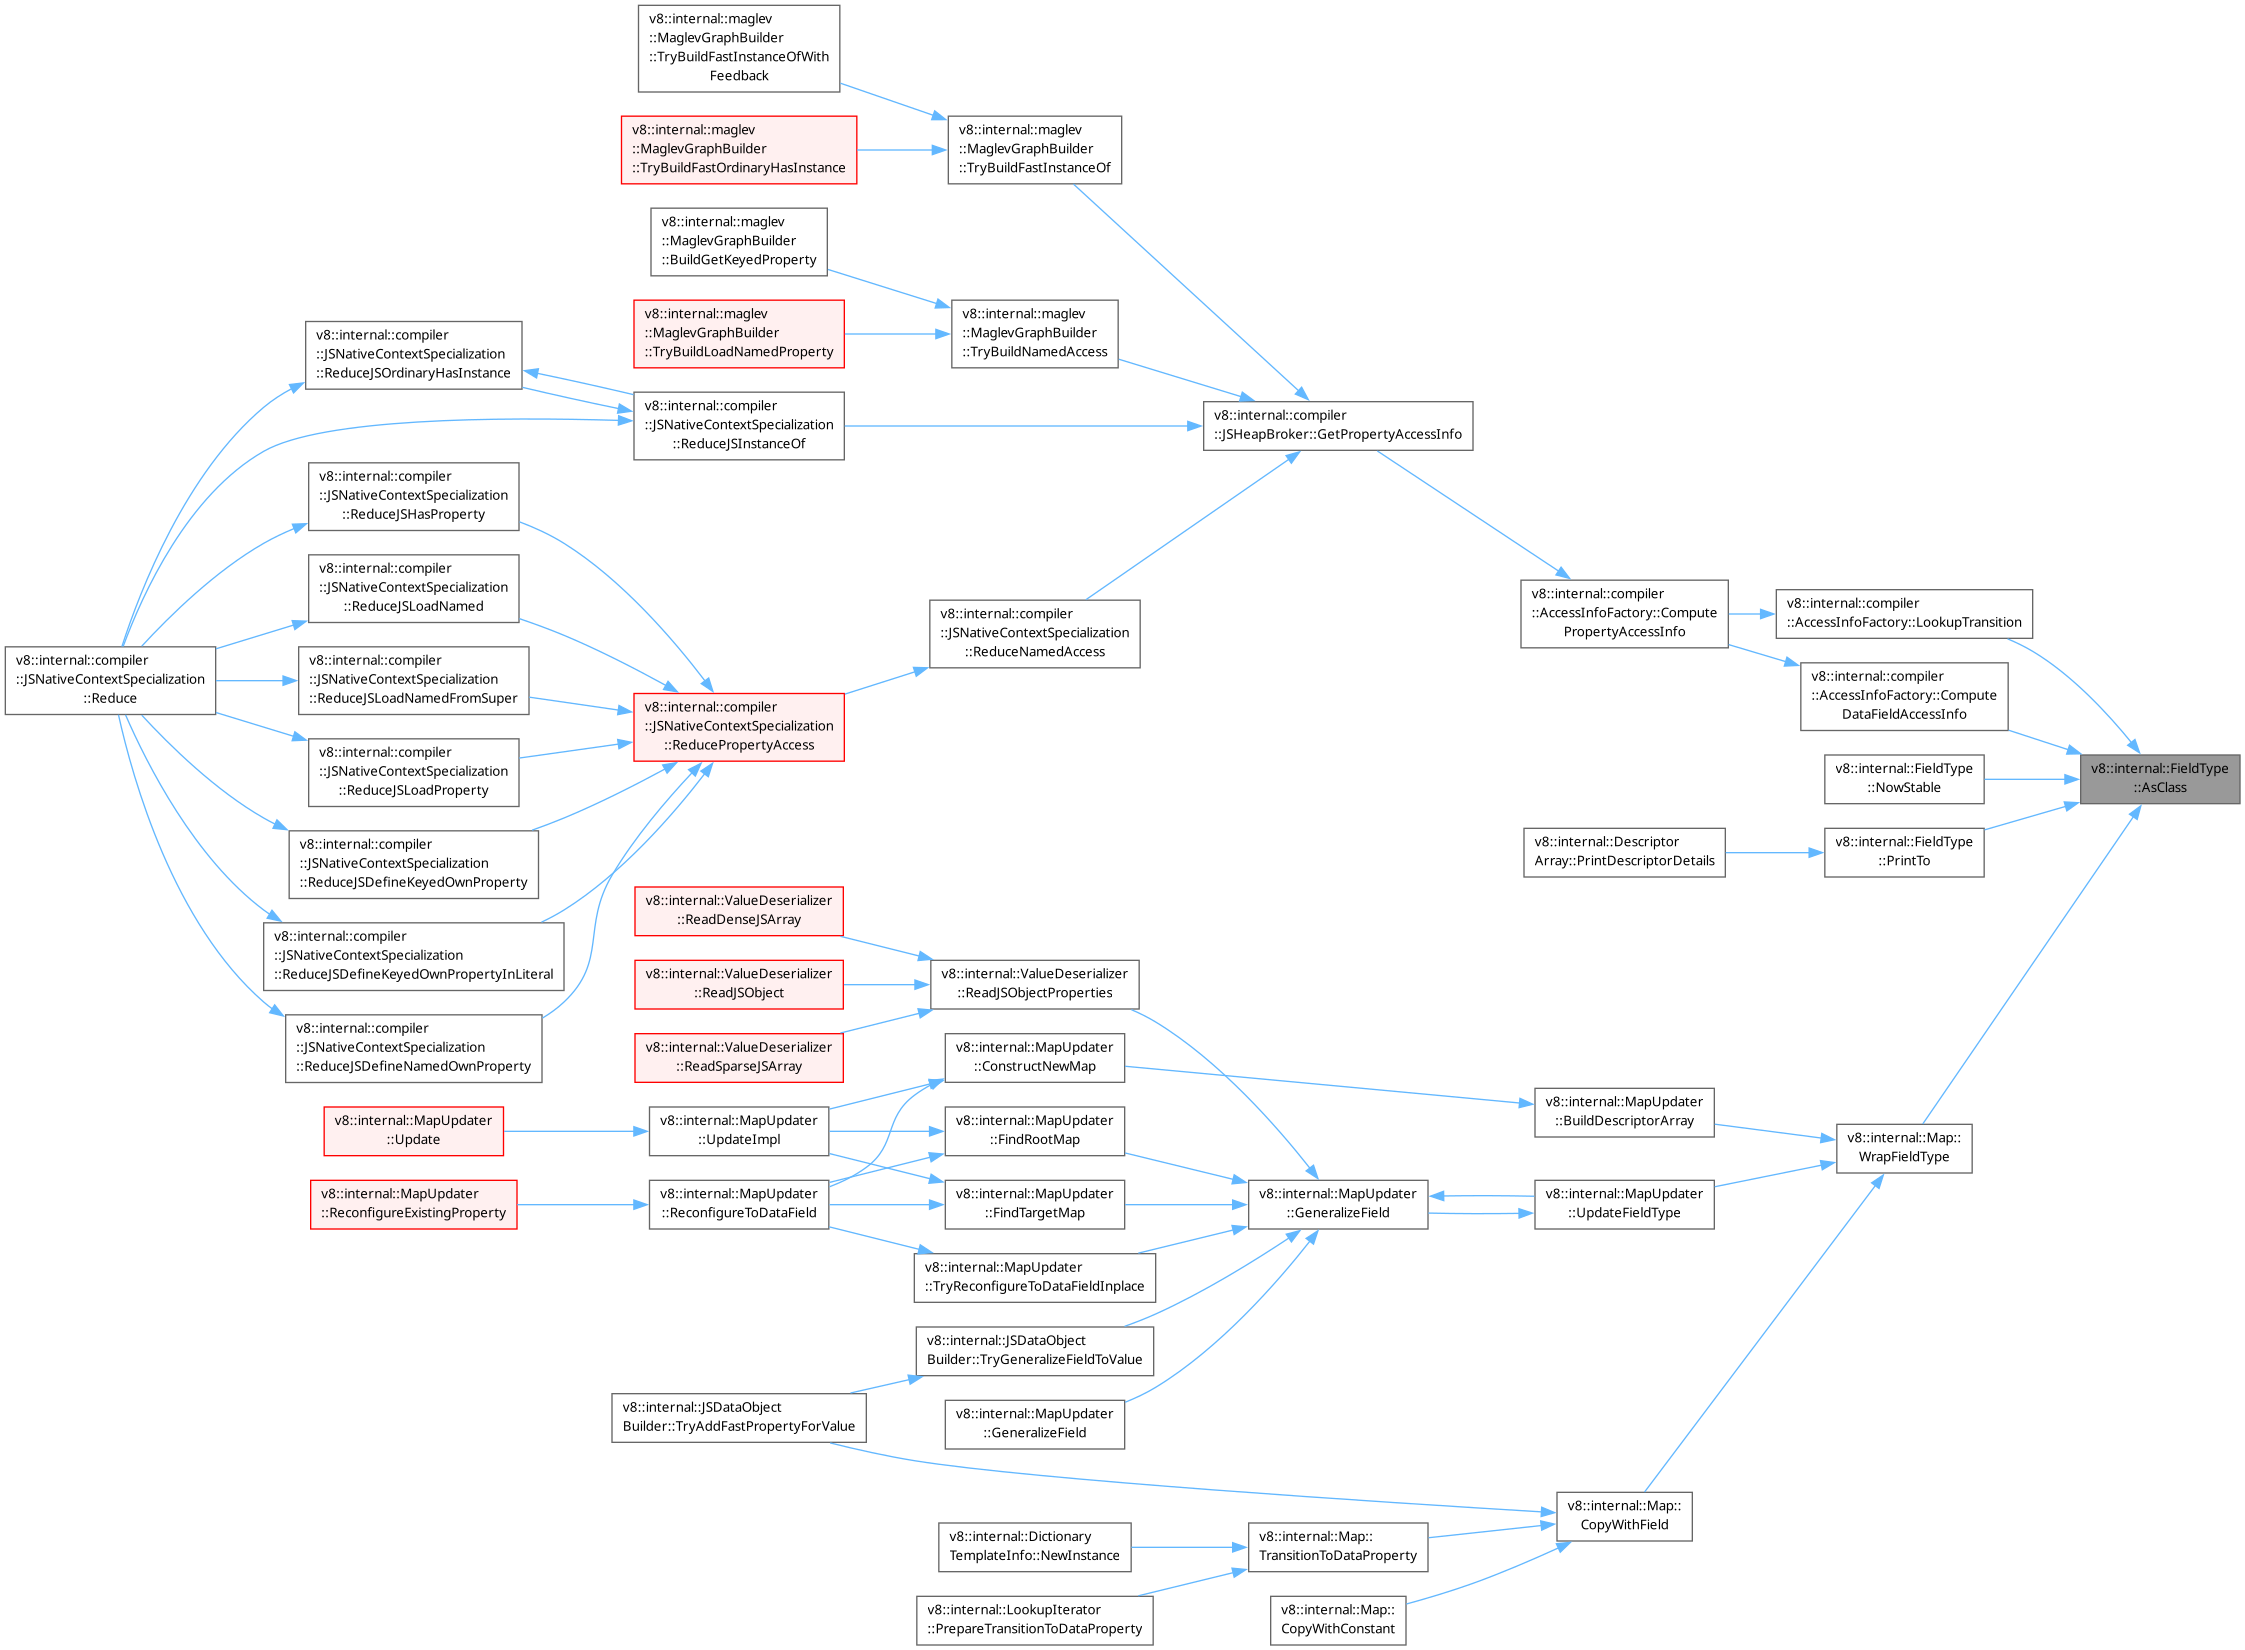 v8::internal::maglev
::MaglevGraphBuilder
::TryBuildFastInstanceOfWith
Feedback
v8::internal::maglev
::MaglevGraphBuilder
::TryBuildFastOrdinaryHasInstance
v8::internal::maglev
::MaglevGraphBuilder
::TryBuildFastInstanceOf
v8::internal::maglev
::MaglevGraphBuilder
::BuildGetKeyedProperty
v8::internal::maglev
::MaglevGraphBuilder
::TryBuildLoadNamedProperty
v8::internal::maglev
::MaglevGraphBuilder
::TryBuildNamedAccess
v8::internal::compiler
::JSNativeContextSpecialization
::ReduceJSOrdinaryHasInstance
v8::internal::compiler
::JSNativeContextSpecialization
::ReduceJSInstanceOf
v8::internal::compiler
::JSHeapBroker::GetPropertyAccessInfo
v8::internal::compiler
::JSNativeContextSpecialization
::ReduceJSHasProperty
v8::internal::compiler
::JSNativeContextSpecialization
::ReduceJSLoadNamed
v8::internal::compiler
::JSNativeContextSpecialization
::ReduceNamedAccess
v8::internal::compiler
::AccessInfoFactory::Compute
PropertyAccessInfo
v8::internal::compiler
::AccessInfoFactory::LookupTransition
v8::internal::compiler
::JSNativeContextSpecialization
::Reduce
v8::internal::compiler
::JSNativeContextSpecialization
::ReduceJSLoadNamedFromSuper
v8::internal::compiler
::JSNativeContextSpecialization
::ReducePropertyAccess
v8::internal::compiler
::AccessInfoFactory::Compute
DataFieldAccessInfo
v8::internal::compiler
::JSNativeContextSpecialization
::ReduceJSLoadProperty
v8::internal::FieldType
::NowStable
v8::internal::FieldType
::AsClass
v8::internal::compiler
::JSNativeContextSpecialization
::ReduceJSDefineKeyedOwnProperty
v8::internal::Descriptor
Array::PrintDescriptorDetails
v8::internal::FieldType
::PrintTo
v8::internal::compiler
::JSNativeContextSpecialization
::ReduceJSDefineKeyedOwnPropertyInLiteral
v8::internal::ValueDeserializer
::ReadDenseJSArray
v8::internal::ValueDeserializer
::ReadJSObject
v8::internal::ValueDeserializer
::ReadJSObjectProperties
v8::internal::compiler
::JSNativeContextSpecialization
::ReduceJSDefineNamedOwnProperty
v8::internal::ValueDeserializer
::ReadSparseJSArray
v8::internal::MapUpdater
::ConstructNewMap
v8::internal::MapUpdater
::BuildDescriptorArray
v8::internal::MapUpdater
::Update
v8::internal::MapUpdater
::UpdateImpl
v8::internal::MapUpdater
::FindRootMap
v8::internal::Map::
WrapFieldType
v8::internal::MapUpdater
::ReconfigureExistingProperty
v8::internal::MapUpdater
::ReconfigureToDataField
v8::internal::MapUpdater
::FindTargetMap
v8::internal::MapUpdater
::GeneralizeField
v8::internal::MapUpdater
::UpdateFieldType
v8::internal::MapUpdater
::TryReconfigureToDataFieldInplace
v8::internal::JSDataObject
Builder::TryGeneralizeFieldToValue
v8::internal::JSDataObject
Builder::TryAddFastPropertyForValue
v8::internal::MapUpdater
::GeneralizeField
v8::internal::Map::
CopyWithField
v8::internal::Dictionary
TemplateInfo::NewInstance
v8::internal::Map::
TransitionToDataProperty
v8::internal::LookupIterator
::PrepareTransitionToDataProperty
v8::internal::Map::
CopyWithConstant